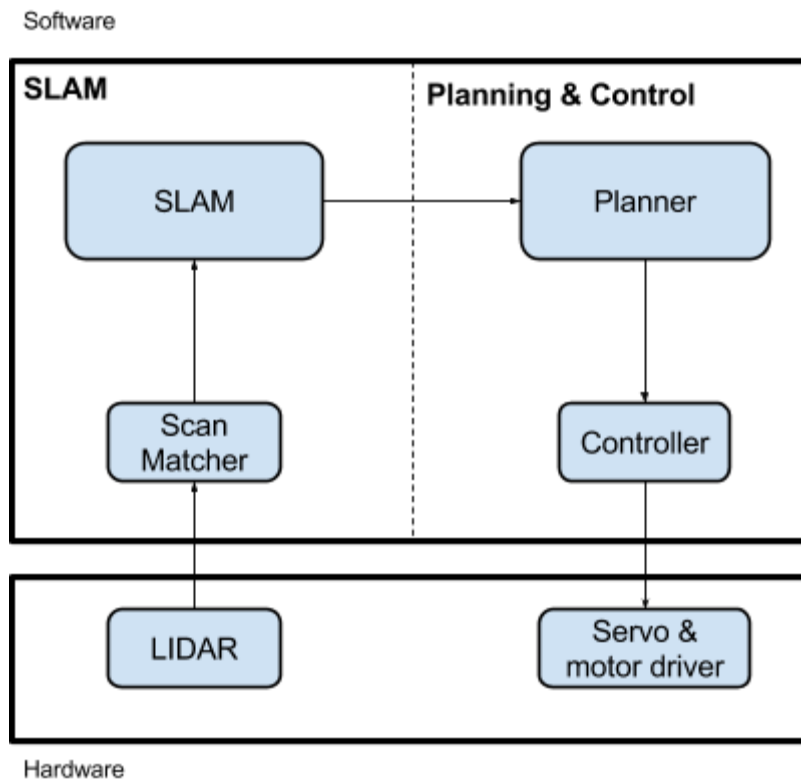 Software
SLAM
Planning & Control
SLAM
Planner
Scan
Matcher
Controller
LIDAR
Servo &
motor driver
Hardware